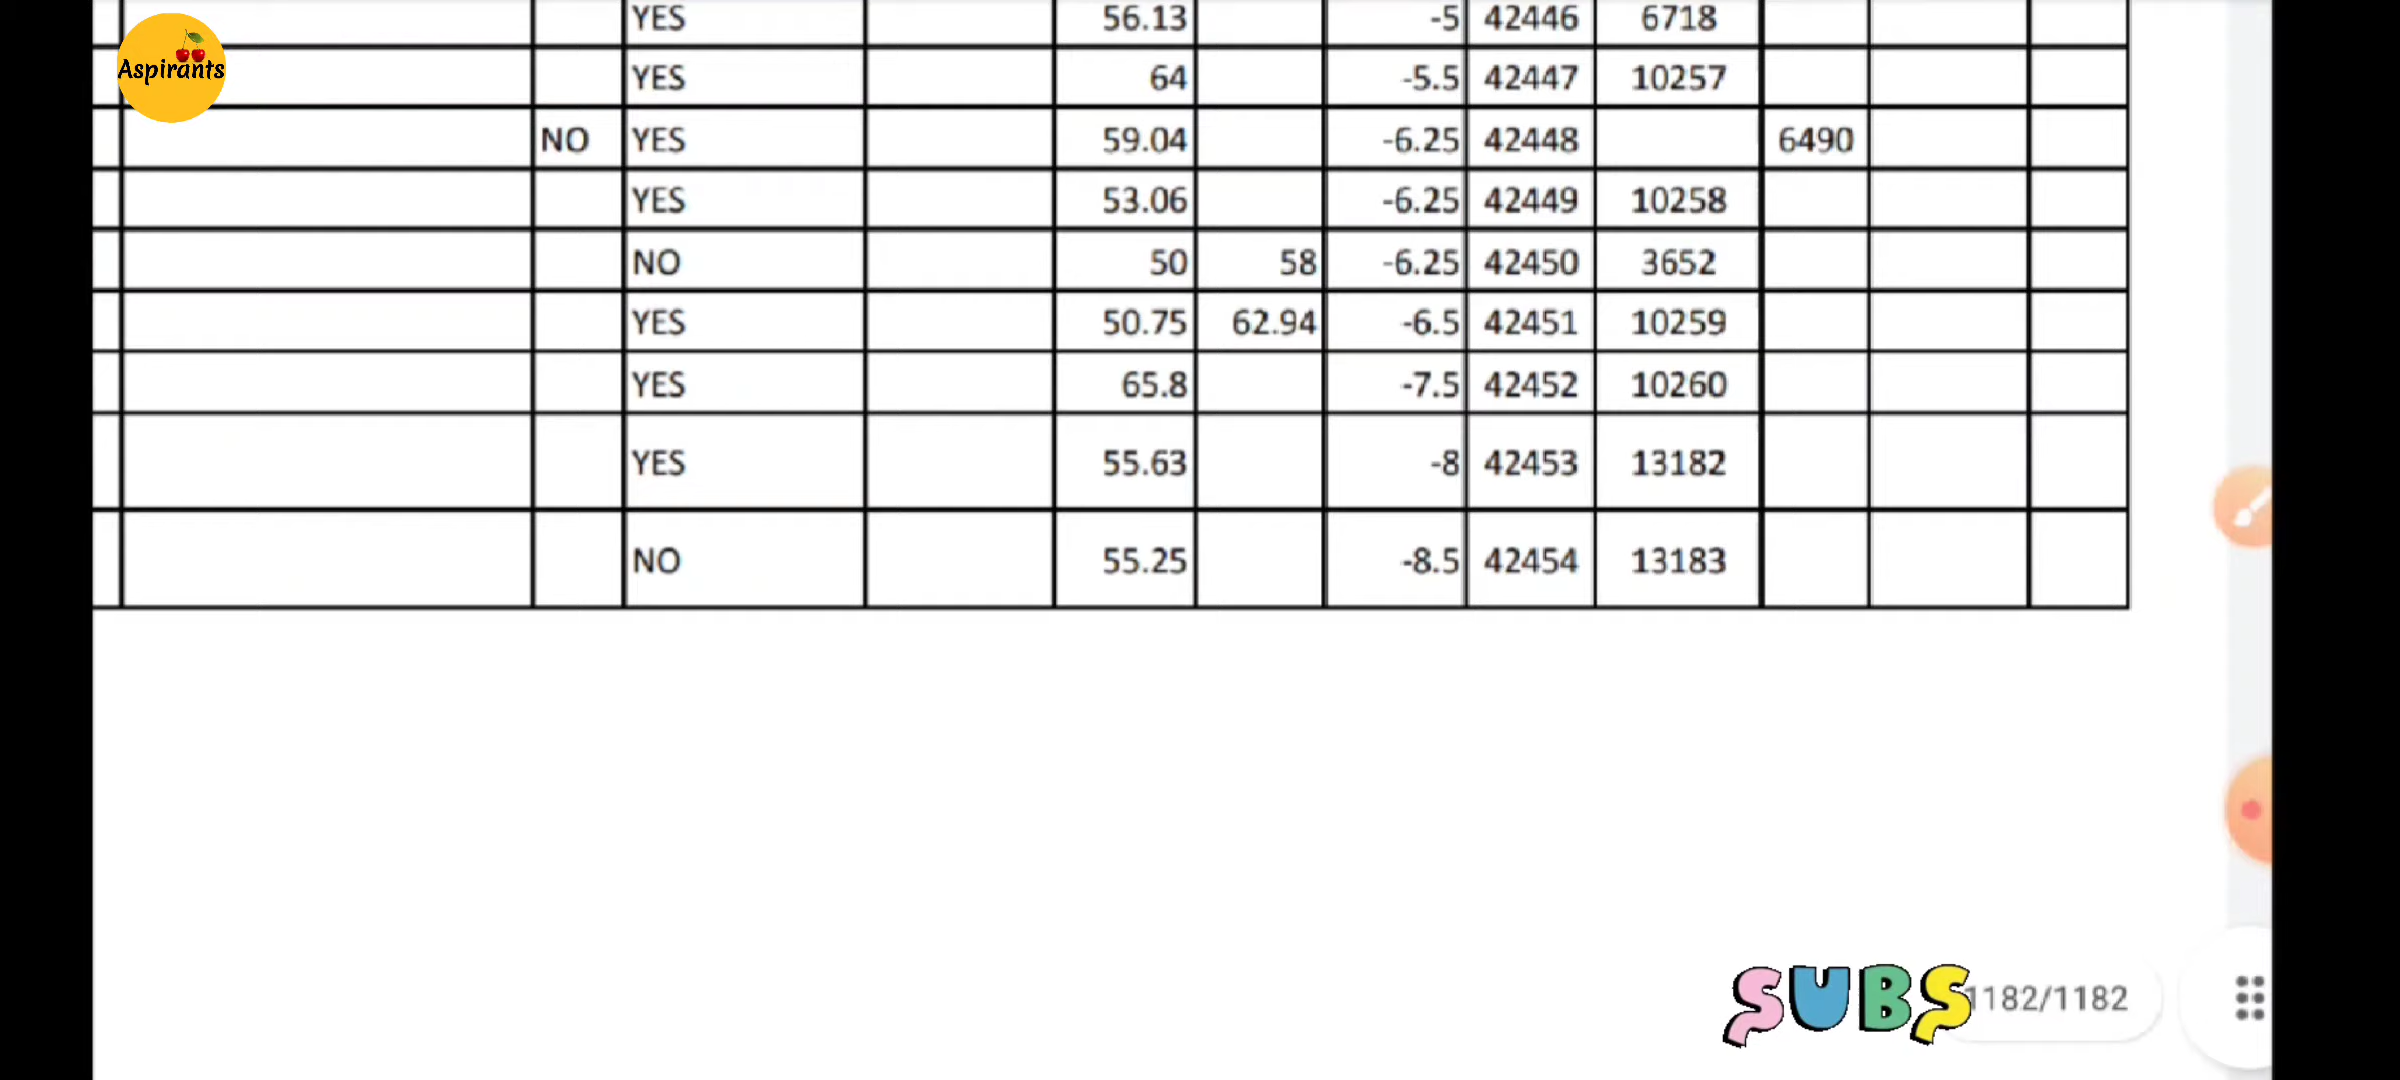 Aspirants
YES 56.13 -5 42446 6718
YES 64 -5.5 42447 10257
NO YES 59.04 -6.25 42448 6490
YES 53.06 -6.25 42449 10258
NO 50 58 -6.25 42450 3652
YES 50.75 62.94 -6.5 42451 10259
YES 65.8 -7.5 42452 10260
YES 55.63 -8 42453 13182
NO 55.25 -8.5 42454 13183
SUBS 1182/1182